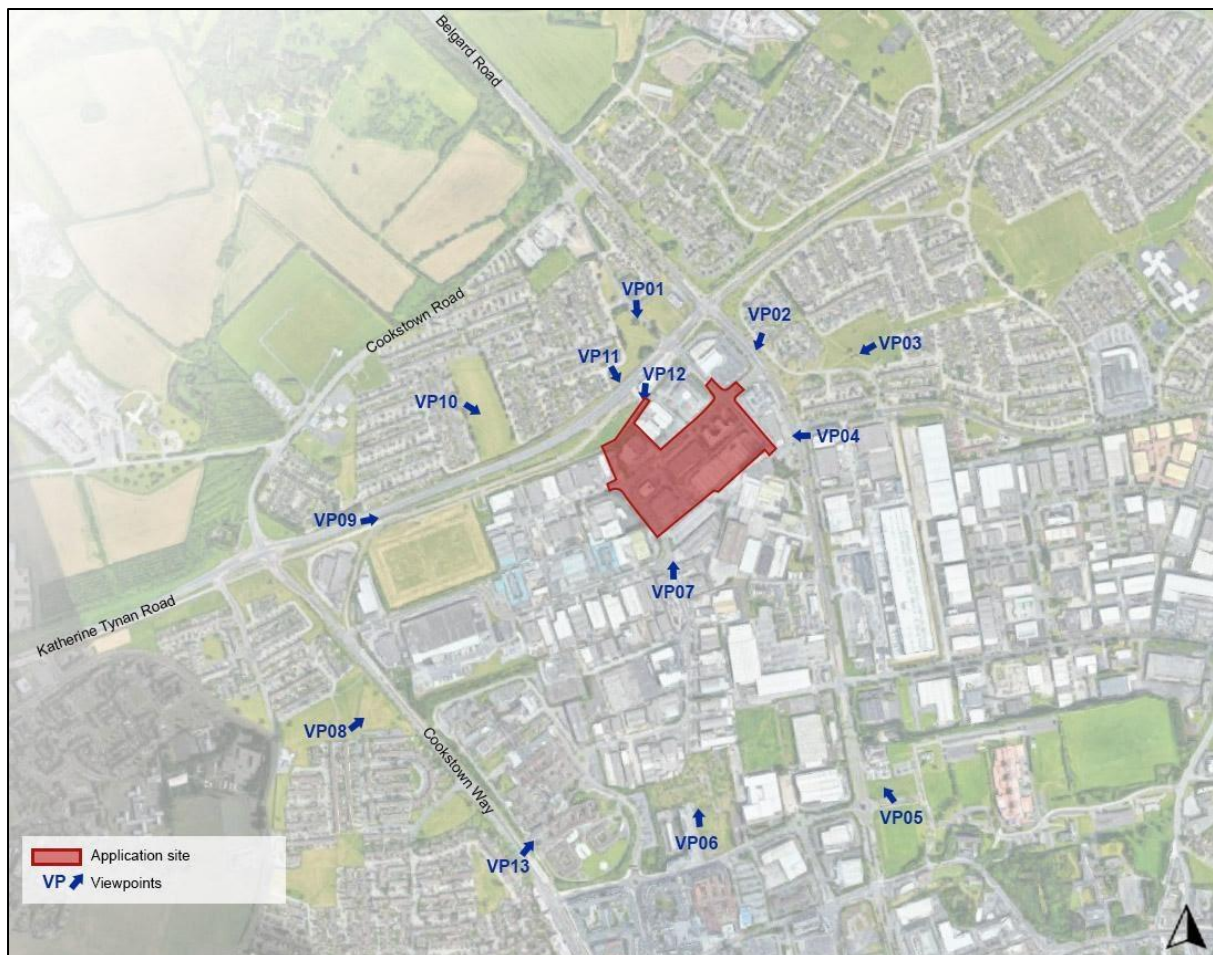 Belgard Road
Cookstown Road
VP01
VP02
VP03
VP11
VP12
VP10
VP04
VP09
VP07
Katherine Tynan Road
VP08
Cookstown Way
VP05
VP06
VP13
Application site
VP Viewpoints